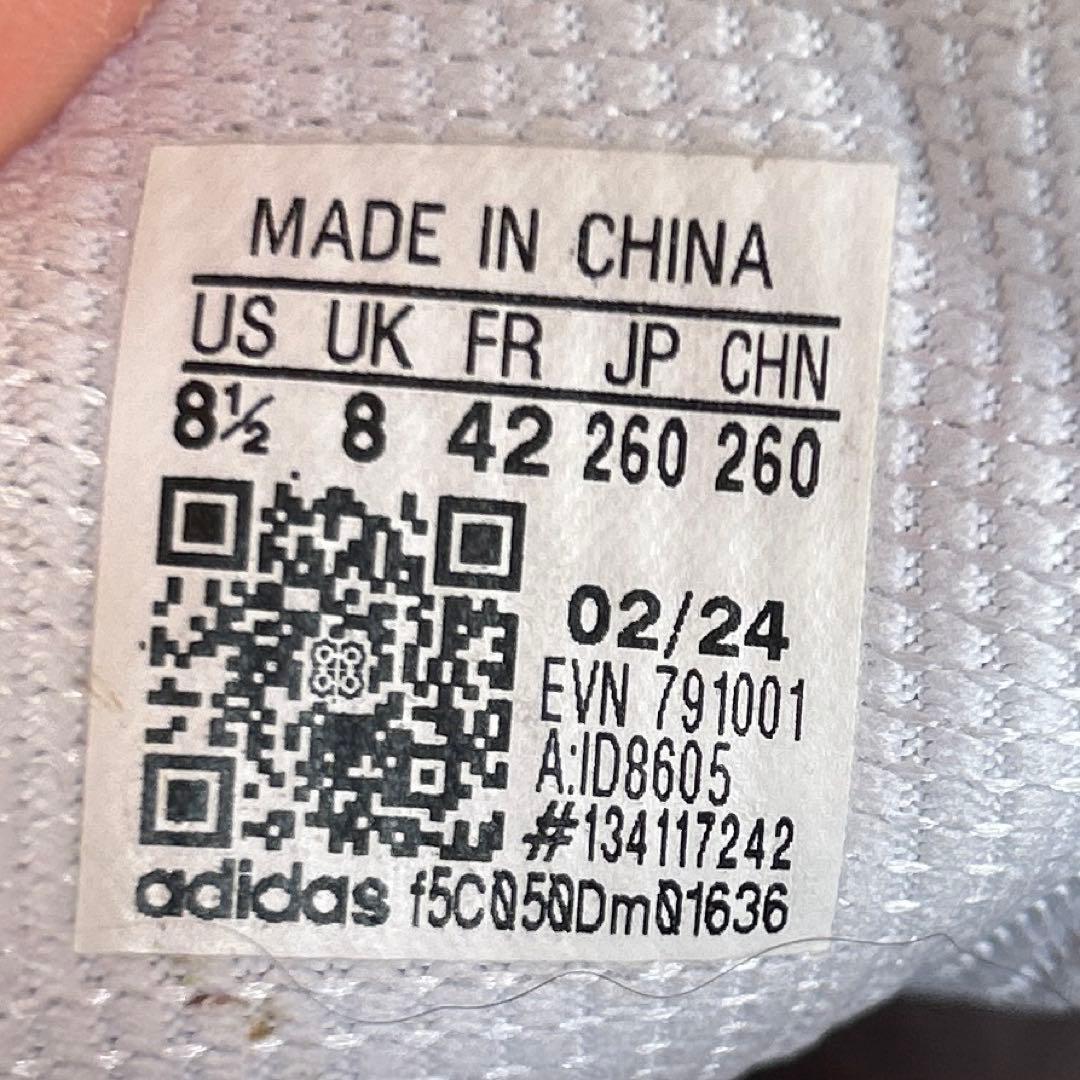 MADE IN CHINA
US UK FR JP CHN
8½ 8 42 260 260
02/24
EVN 791001
A:ID8605
#134117242
adidas f5C050Dm01636